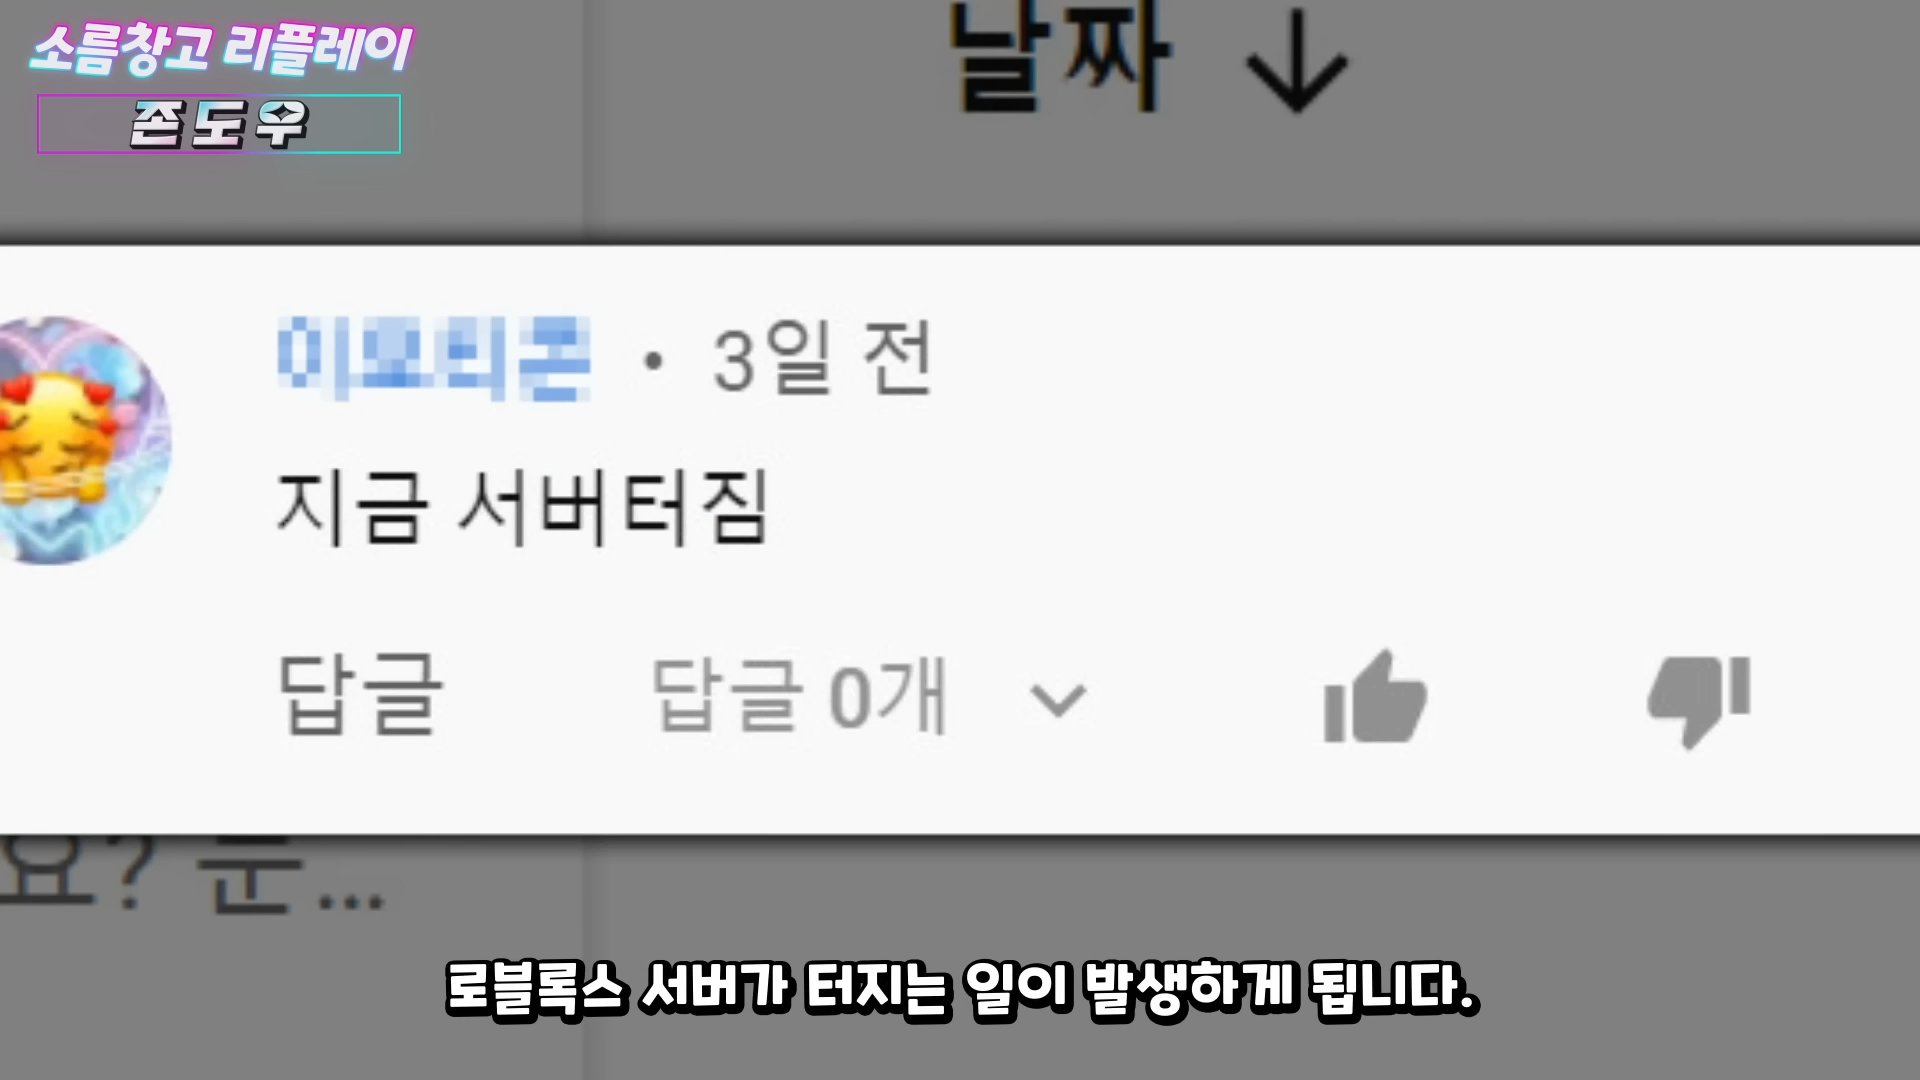 소름창고 리플레이
존도우
날짜 ↓
• 3일 전
지금 서버터짐
답글 답글 0개
요? 문...
로블록스 서버가 터지는 일이 발생하게 됩니다.